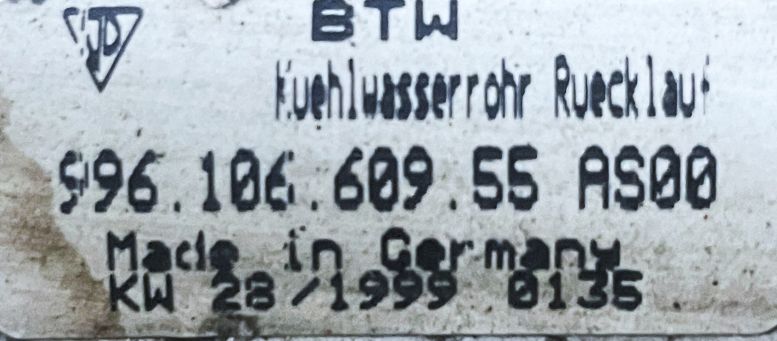 BTW
Kuehlwasserrohr Ruecklauf
996.106.609.55 AS00
Made in Germany
KW 28/1999 0135